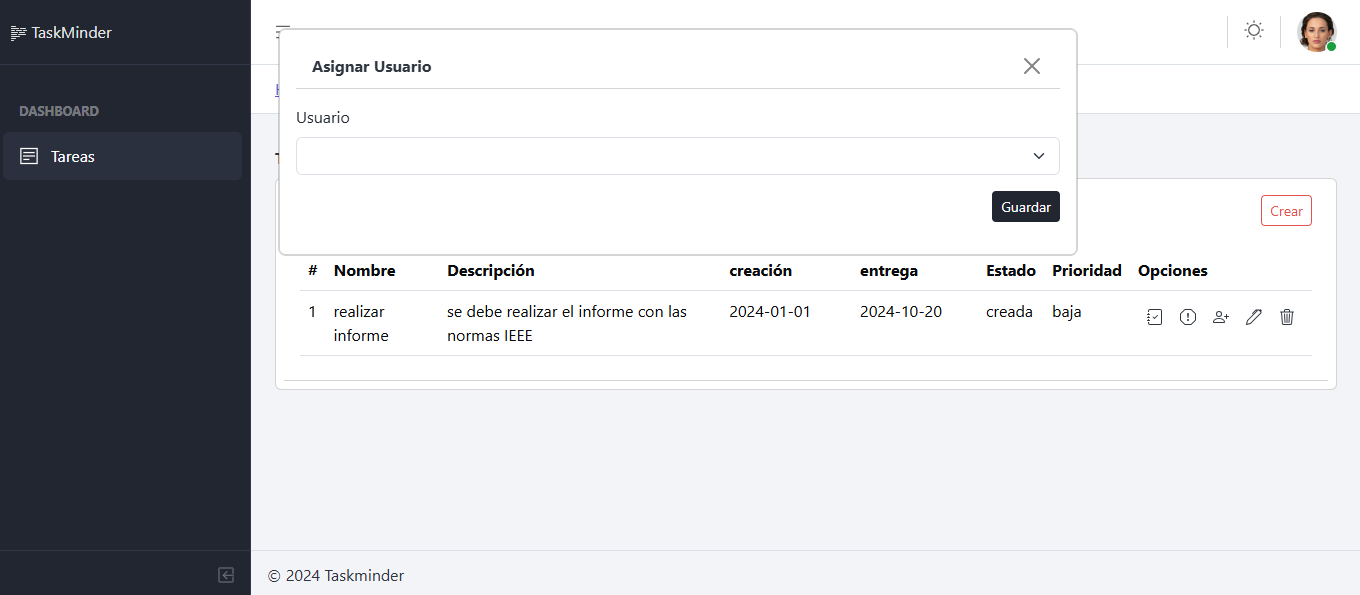 TaskMinder
DASHBOARD
Tareas
Asignar Usuario
Usuario
Guardar
Crear
# Nombre Descripción creación entrega Estado Prioridad Opciones
1 realizar se debe realizar el informe con las 2024-01-01 2024-10-20 creada baja
informe normas IEEE
© 2024 Taskminder